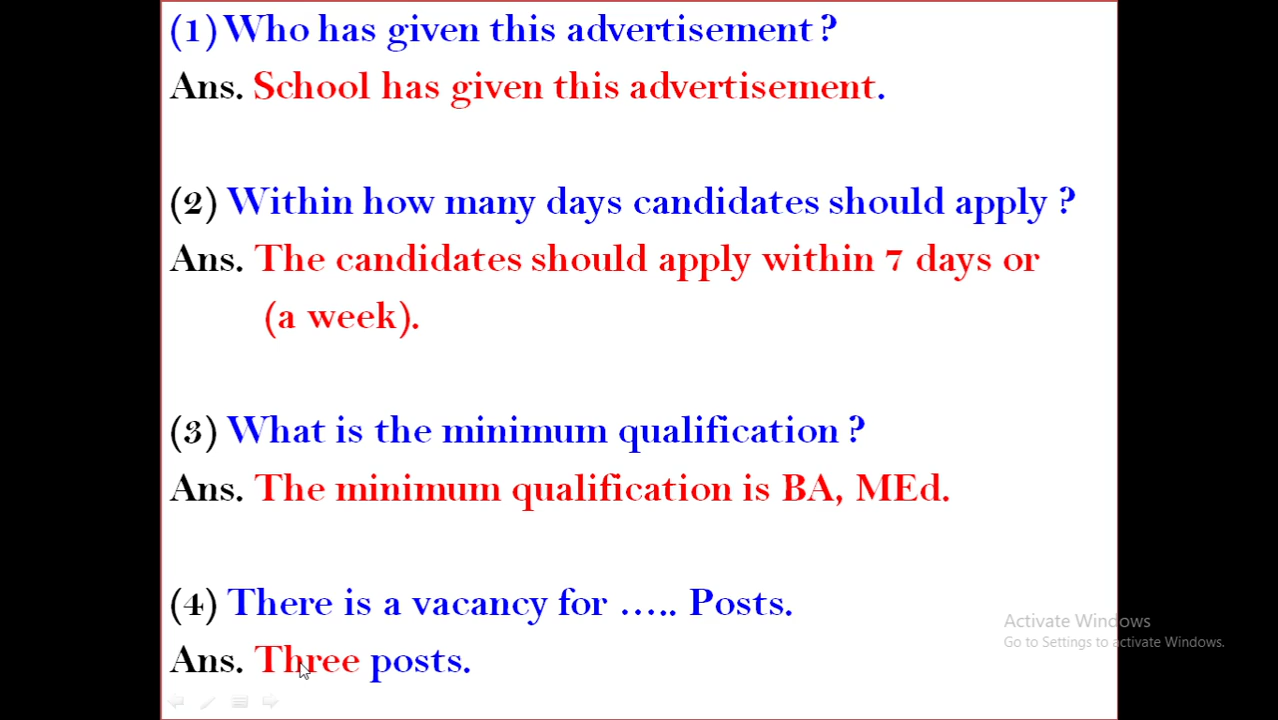 (1) Who has given this advertisement ?
Ans. School has given this advertisement.
(2) Within how many days candidates should apply ?
Ans. The candidates should apply within 7 days or
(a week).
(3) What is the minimum qualification ?
Ans. The minimum qualification is BA, MEd.
(4) There is a vacancy for ….. Posts.
Ans. Three posts.
Activate Windows
Go to Settings to activate Windows.